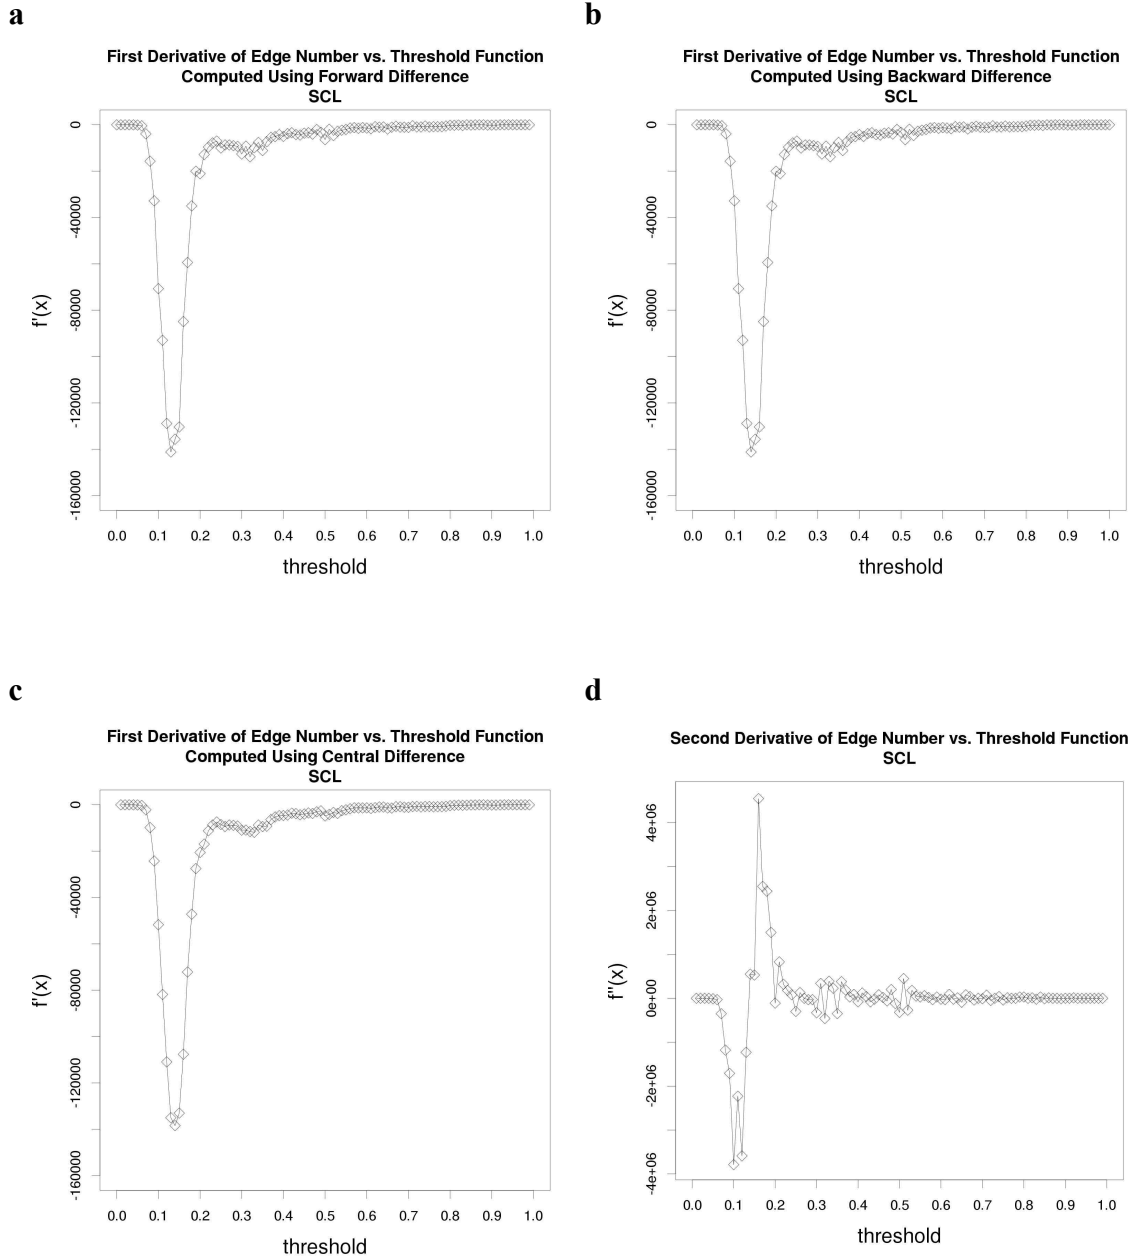 a
First Derivative of Edge Number vs. Threshold Function
Computed Using Forward Difference
SCL
0
-40000
-80000
-120000
-160000
f'(x)
0.0 0.1 0.2 0.3 0.4 0.5 0.6 0.7 0.8 0.9 1.0
threshold
b
First Derivative of Edge Number vs. Threshold Function
Computed Using Backward Difference
SCL
0
-40000
-80000
-120000
-160000
f'(x)
0.0 0.1 0.2 0.3 0.4 0.5 0.6 0.7 0.8 0.9 1.0
threshold
c
First Derivative of Edge Number vs. Threshold Function
Computed Using Central Difference
SCL
0
-40000
-80000
-120000
-160000
f'(x)
0.0 0.1 0.2 0.3 0.4 0.5 0.6 0.7 0.8 0.9 1.0
threshold
d
Second Derivative of Edge Number vs. Threshold Function
SCL
4e+06
2e+06
0e+00
-2e+06
-4e+06
f''(x)
0.0 0.1 0.2 0.3 0.4 0.5 0.6 0.7 0.8 0.9 1.0
threshold